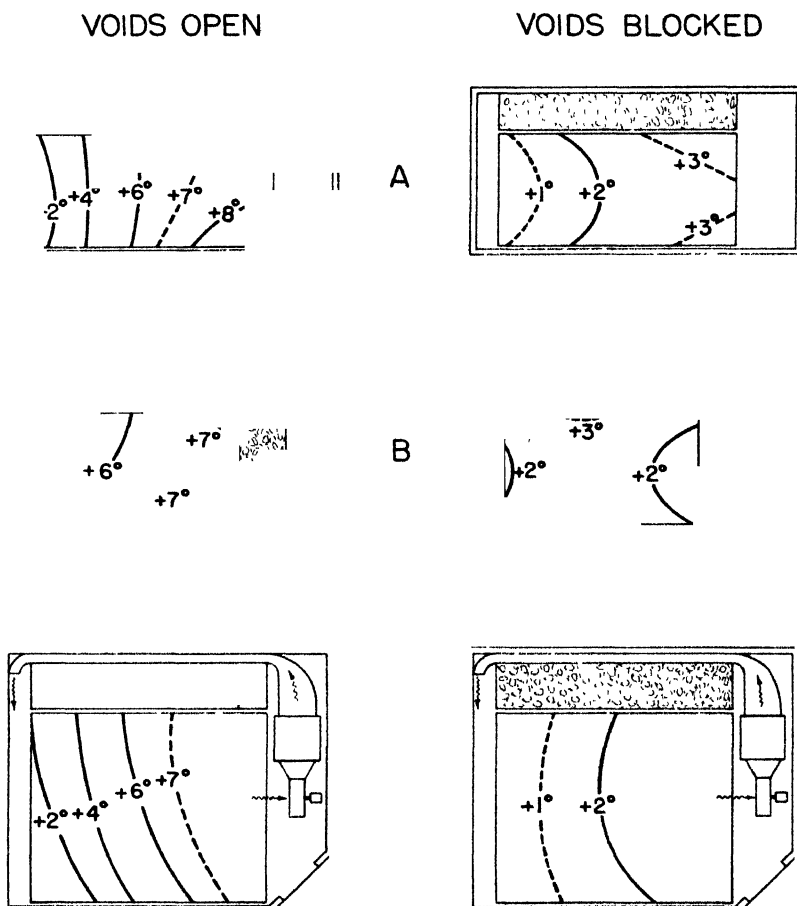 VOIDS OPEN VOIDS BLOCKED
2° +4° +6° +7° +8° A +1° +2° +3° +3°
+6° +7° +7° B +2° +3° +2°
+2° +4° +6° +7° +1° +2°